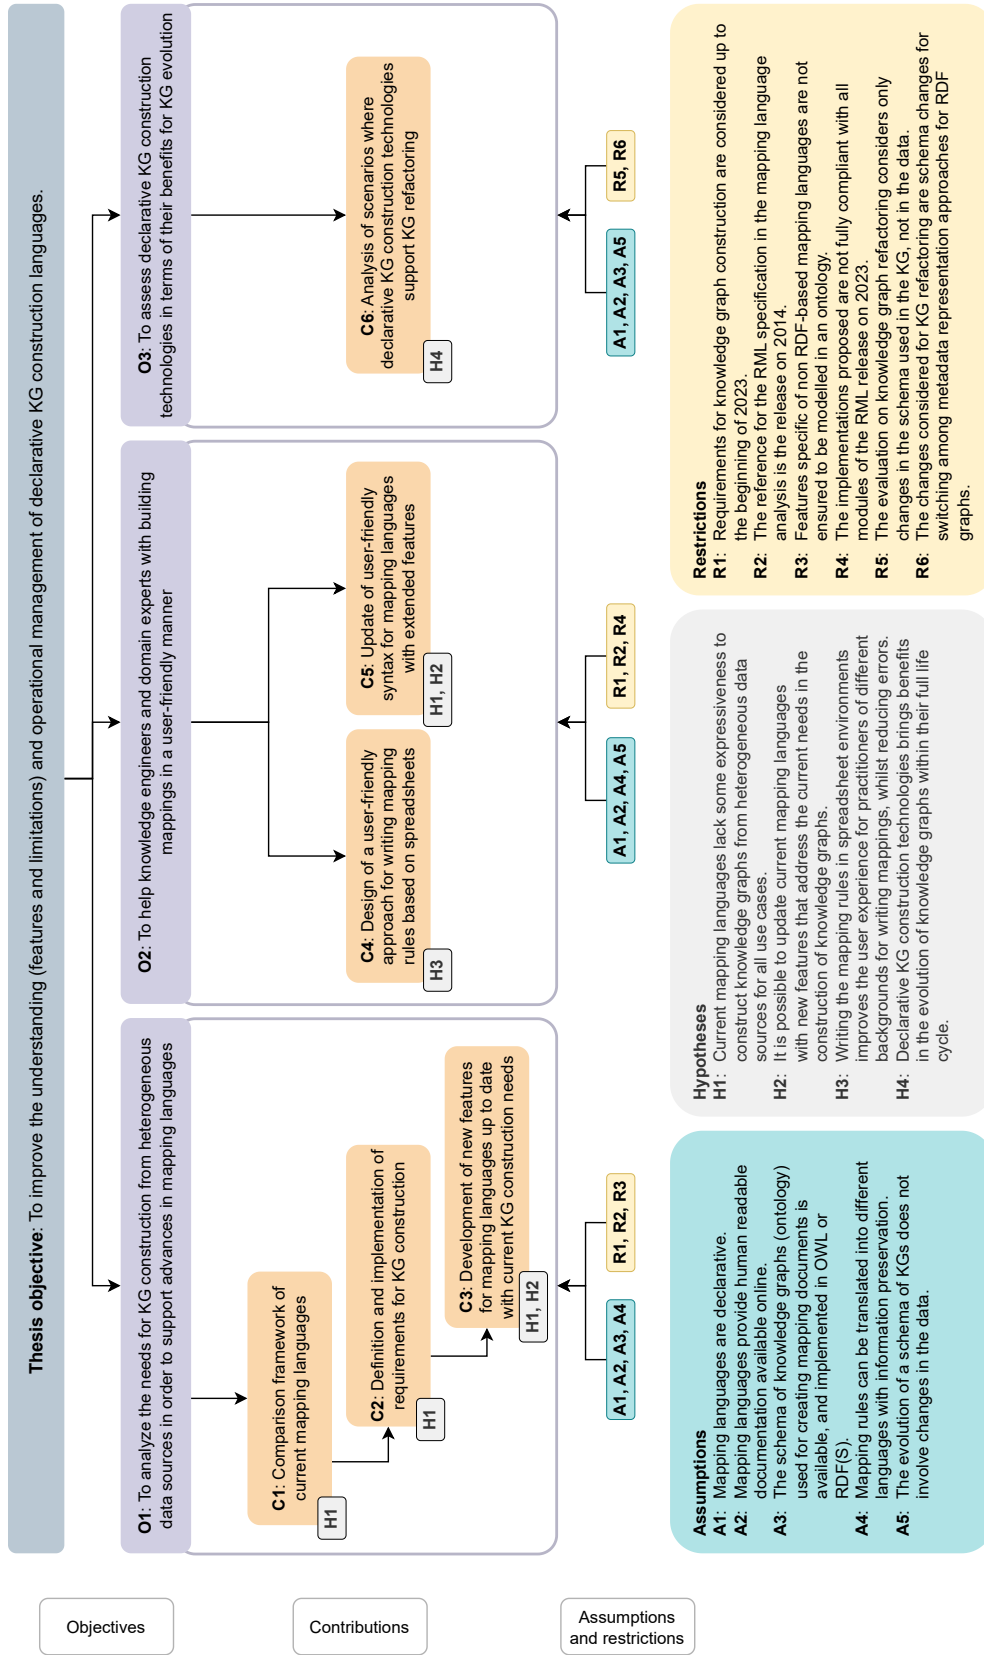 Thesis objective: To improve the understanding (features and limitations) and operational management of declarative KG construction languages.
Objectives
O1: To analyze the needs for KG construction from heterogeneous
data sources in order to support advances in mapping languages
O2: To help knowledge engineers and domain experts with building
mappings in a user-friendly manner
O3: To assess declarative KG construction
technologies in terms of their benefits for KG evolution
Contributions
C1: Comparison framework of
current mapping languages
H1
C2: Definition and implementation of
requirements for KG construction
H1
C3: Development of new features
for mapping languages up to date
with current KG construction needs
H1, H2
C4: Design of a user-friendly
approach for writing mapping
rules based on spreadsheets
H3
C5: Update of user-friendly
syntax for mapping languages
with extended features
H1, H2
C6: Analysis of scenarios where
declarative KG construction technologies
support KG refactoring
H4
Assumptions
and restrictions
A1, A2, A3, A4
R1, R2, R3
A1, A2, A4, A5
R1, R2, R4
A1, A2, A3, A5
R5, R6
Assumptions
A1: Mapping languages are declarative.
A2: Mapping languages provide human readable
documentation available online.
A3: The schema of knowledge graphs (ontology)
used for creating mapping documents is
available, and implemented in OWL or
RDF(S).
A4: Mapping rules can be translated into different
languages with information preservation.
A5: The evolution of a schema of KGs does not
involve changes in the data.
Hypotheses
H1: Current mapping languages lack some expressiveness to
construct knowledge graphs from heterogeneous data
sources for all use cases.
H2: It is possible to update current mapping languages
with new features that address the current needs in the
construction of knowledge graphs.
H3: Writing the mapping rules in spreadsheet environments
improves the user experience for practitioners of different
backgrounds for writing mappings, whilst reducing errors.
H4: Declarative KG construction technologies brings benefits
in the evolution of knowledge graphs within their full life
cycle.
Restrictions
R1: Requirements for knowledge graph construction are considered up to
the beginning of 2023.
R2: The reference for the RML specification in the mapping language
analysis is the release on 2014.
R3: Features specific of non RDF-based mapping languages are not
ensured to be modelled in an ontology.
R4: The implementations proposed are not fully compliant with all
modules of the RML release on 2023.
R5: The evaluation on knowledge graph refactoring considers only
changes in the schema used in the KG, not in the data.
R6: The changes considered for KG refactoring are schema changes for
switching among metadata representation approaches for RDF
graphs.